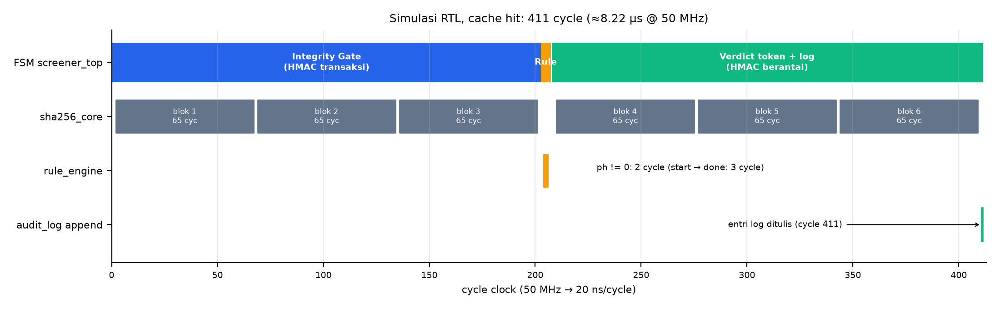 Simulasi RTL, cache hit: 411 cycle (≈8.22 µs @ 50 MHz)
FSM screener_top
Integrity Gate
(HMAC transaksi)
Rule
Verdict token + log
(HMAC berantai)
sha256_core
blok 1
65 cyc
blok 2
65 cyc
blok 3
65 cyc
blok 4
65 cyc
blok 5
65 cyc
blok 6
65 cyc
rule_engine
ph != 0: 2 cycle (start → done: 3 cycle)
audit_log append
entri log ditulis (cycle 411)
0 50 100 150 200 250 300 350 400
cycle clock (50 MHz → 20 ns/cycle)